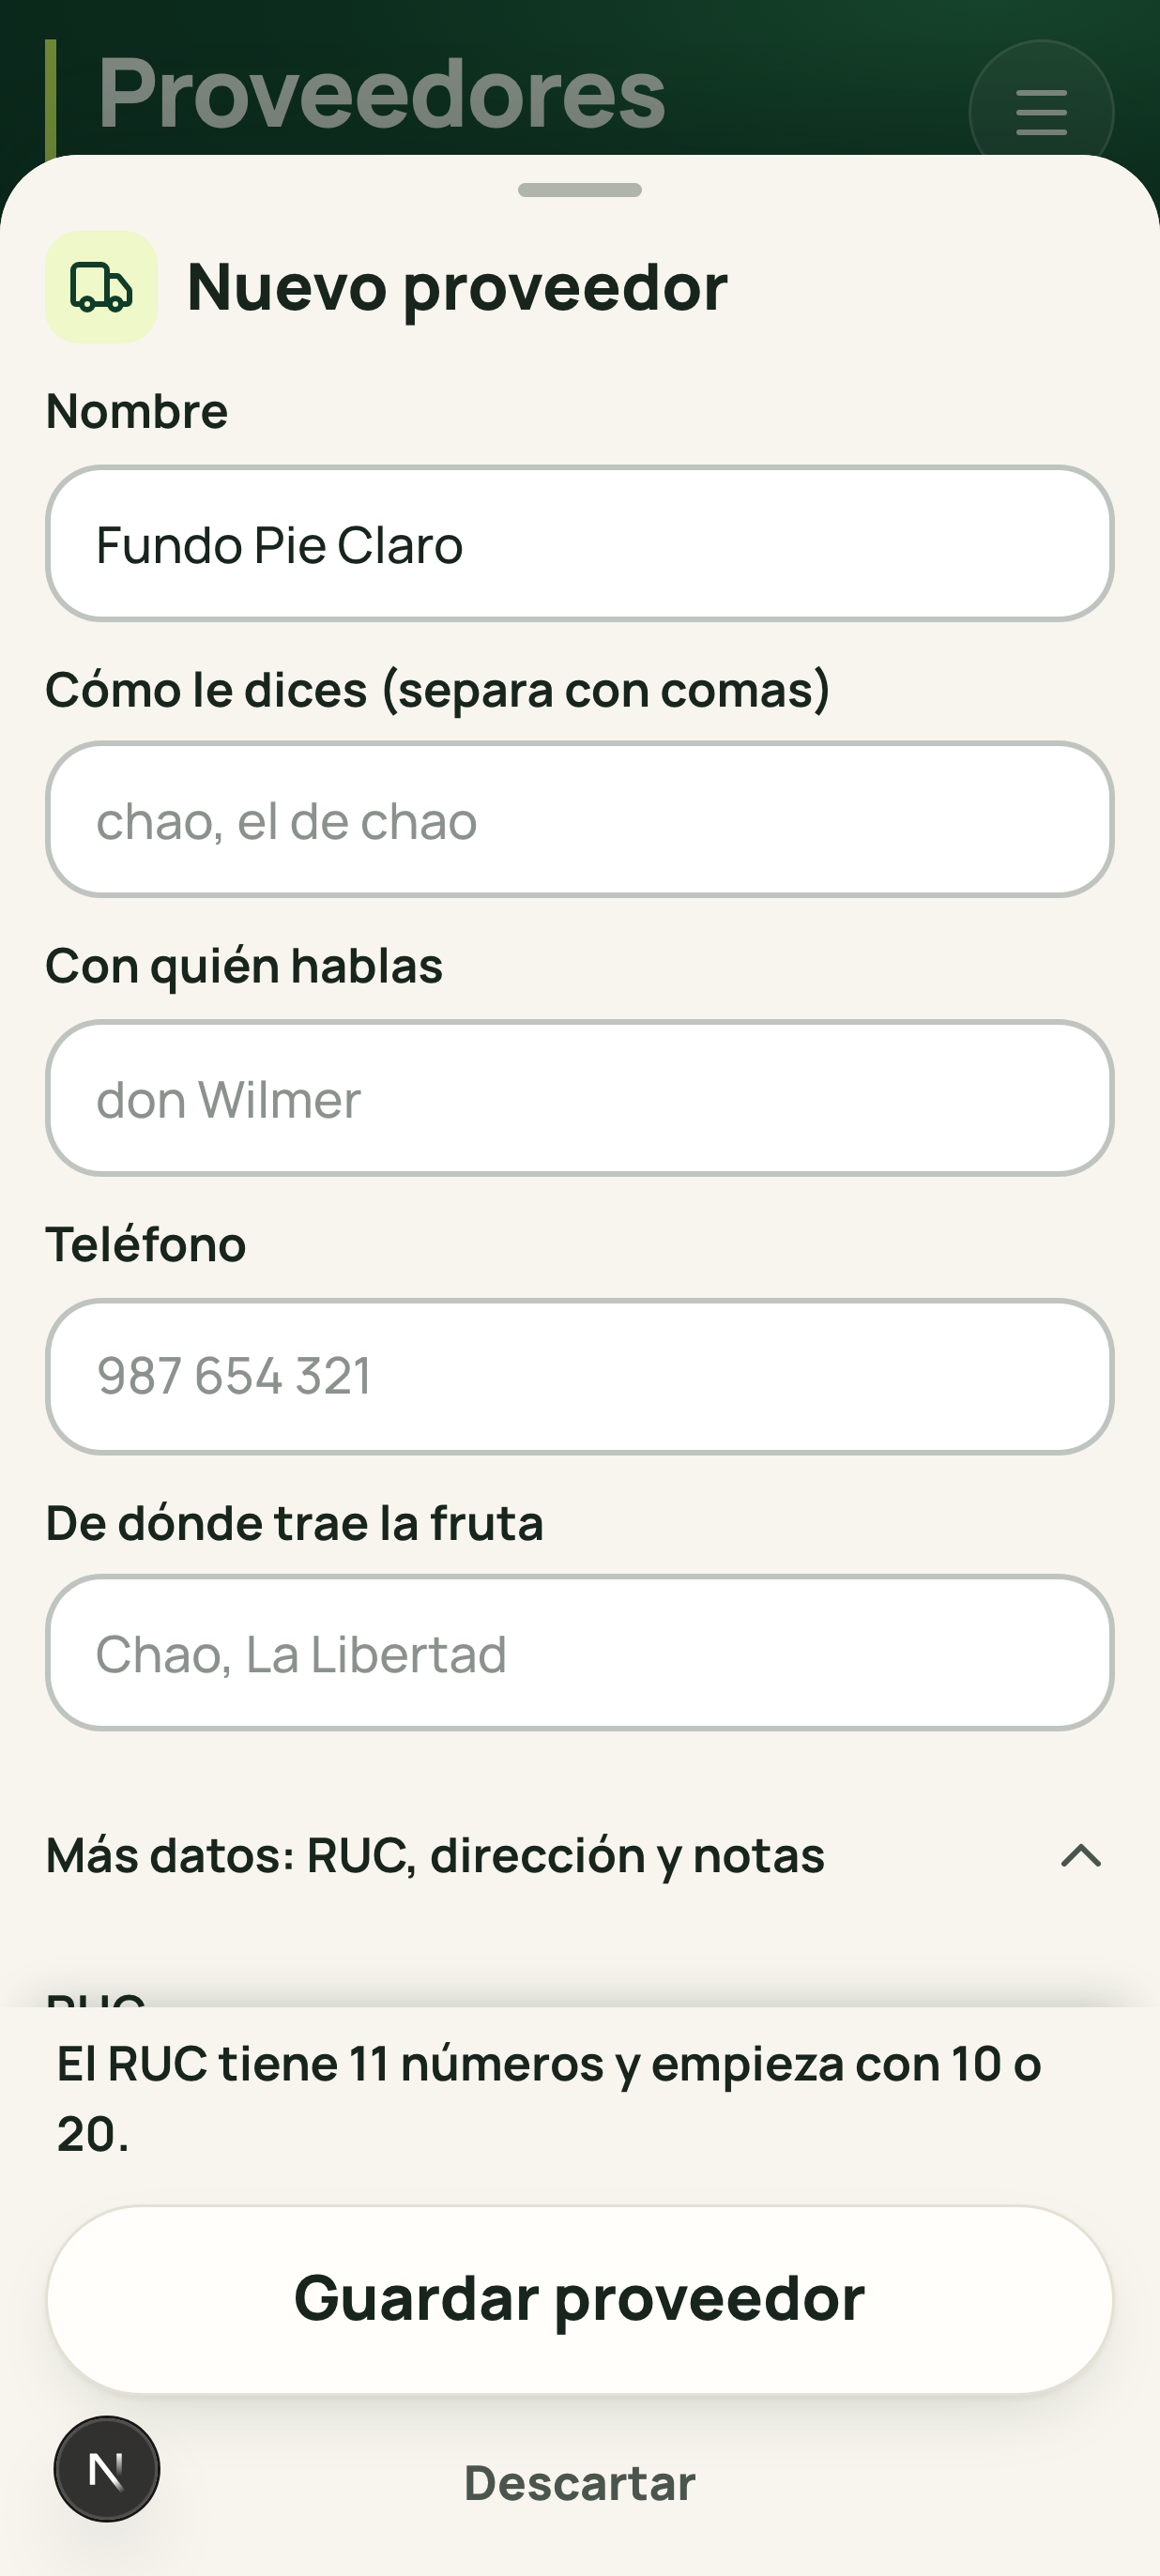 Proveedores
Nuevo proveedor
Nombre
Fundo Pie Claro
Cómo le dices (separa con comas)
chao, el de chao
Con quién hablas
don Wilmer
Teléfono
987 654 321
De dónde trae la fruta
Chao, La Libertad
Más datos: RUC, dirección y notas
RUC
El RUC tiene 11 números y empieza con 10 o
20.
Guardar proveedor
N
Descartar